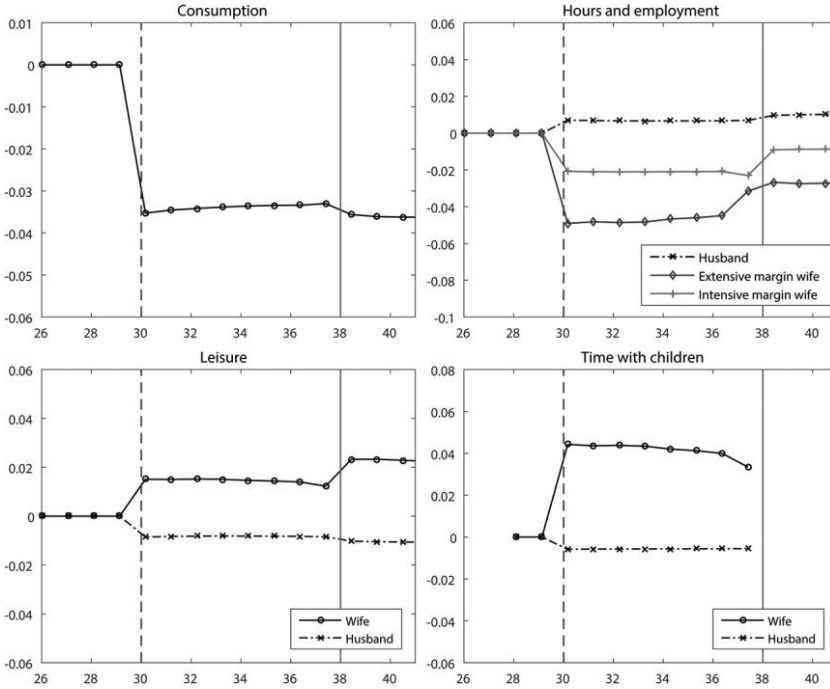 Consumption
0.01
0
-0.01
-0.02
-0.03
-0.04
-0.05
-0.06
26 28 30 32 34 36 38 40
Hours and employment
0.06
0.04
0.02
0
-0.02
-0.04
-0.06
-0.08
-0.1
Husband
Extensive margin wife
Intensive margin wife
26 28 30 32 34 36 38 40
Leisure
0.06
0.04
0.02
0
-0.02
-0.04
-0.06
Wife
Husband
26 28 30 32 34 36 38 40
Time with children
0.08
0.06
0.04
0.02
0
-0.02
-0.04
-0.06
Wife
Husband
26 28 30 32 34 36 38 40